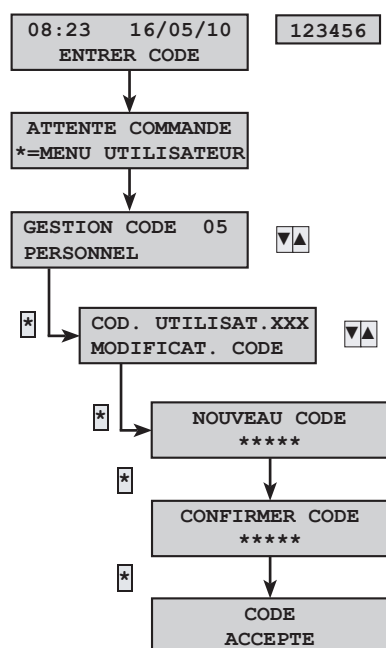 08:23 16/05/10
ENTRER CODE
123456
ATTENTE COMMANDE
*=MENU UTILISATEUR
GESTION CODE 05
PERSONNEL
▼▲
*
COD. UTILISAT.XXX
MODIFICAT. CODE
▼▲
*
NOUVEAU CODE
*****
*
CONFIRMER CODE
*****
*
CODE
ACCEPTE